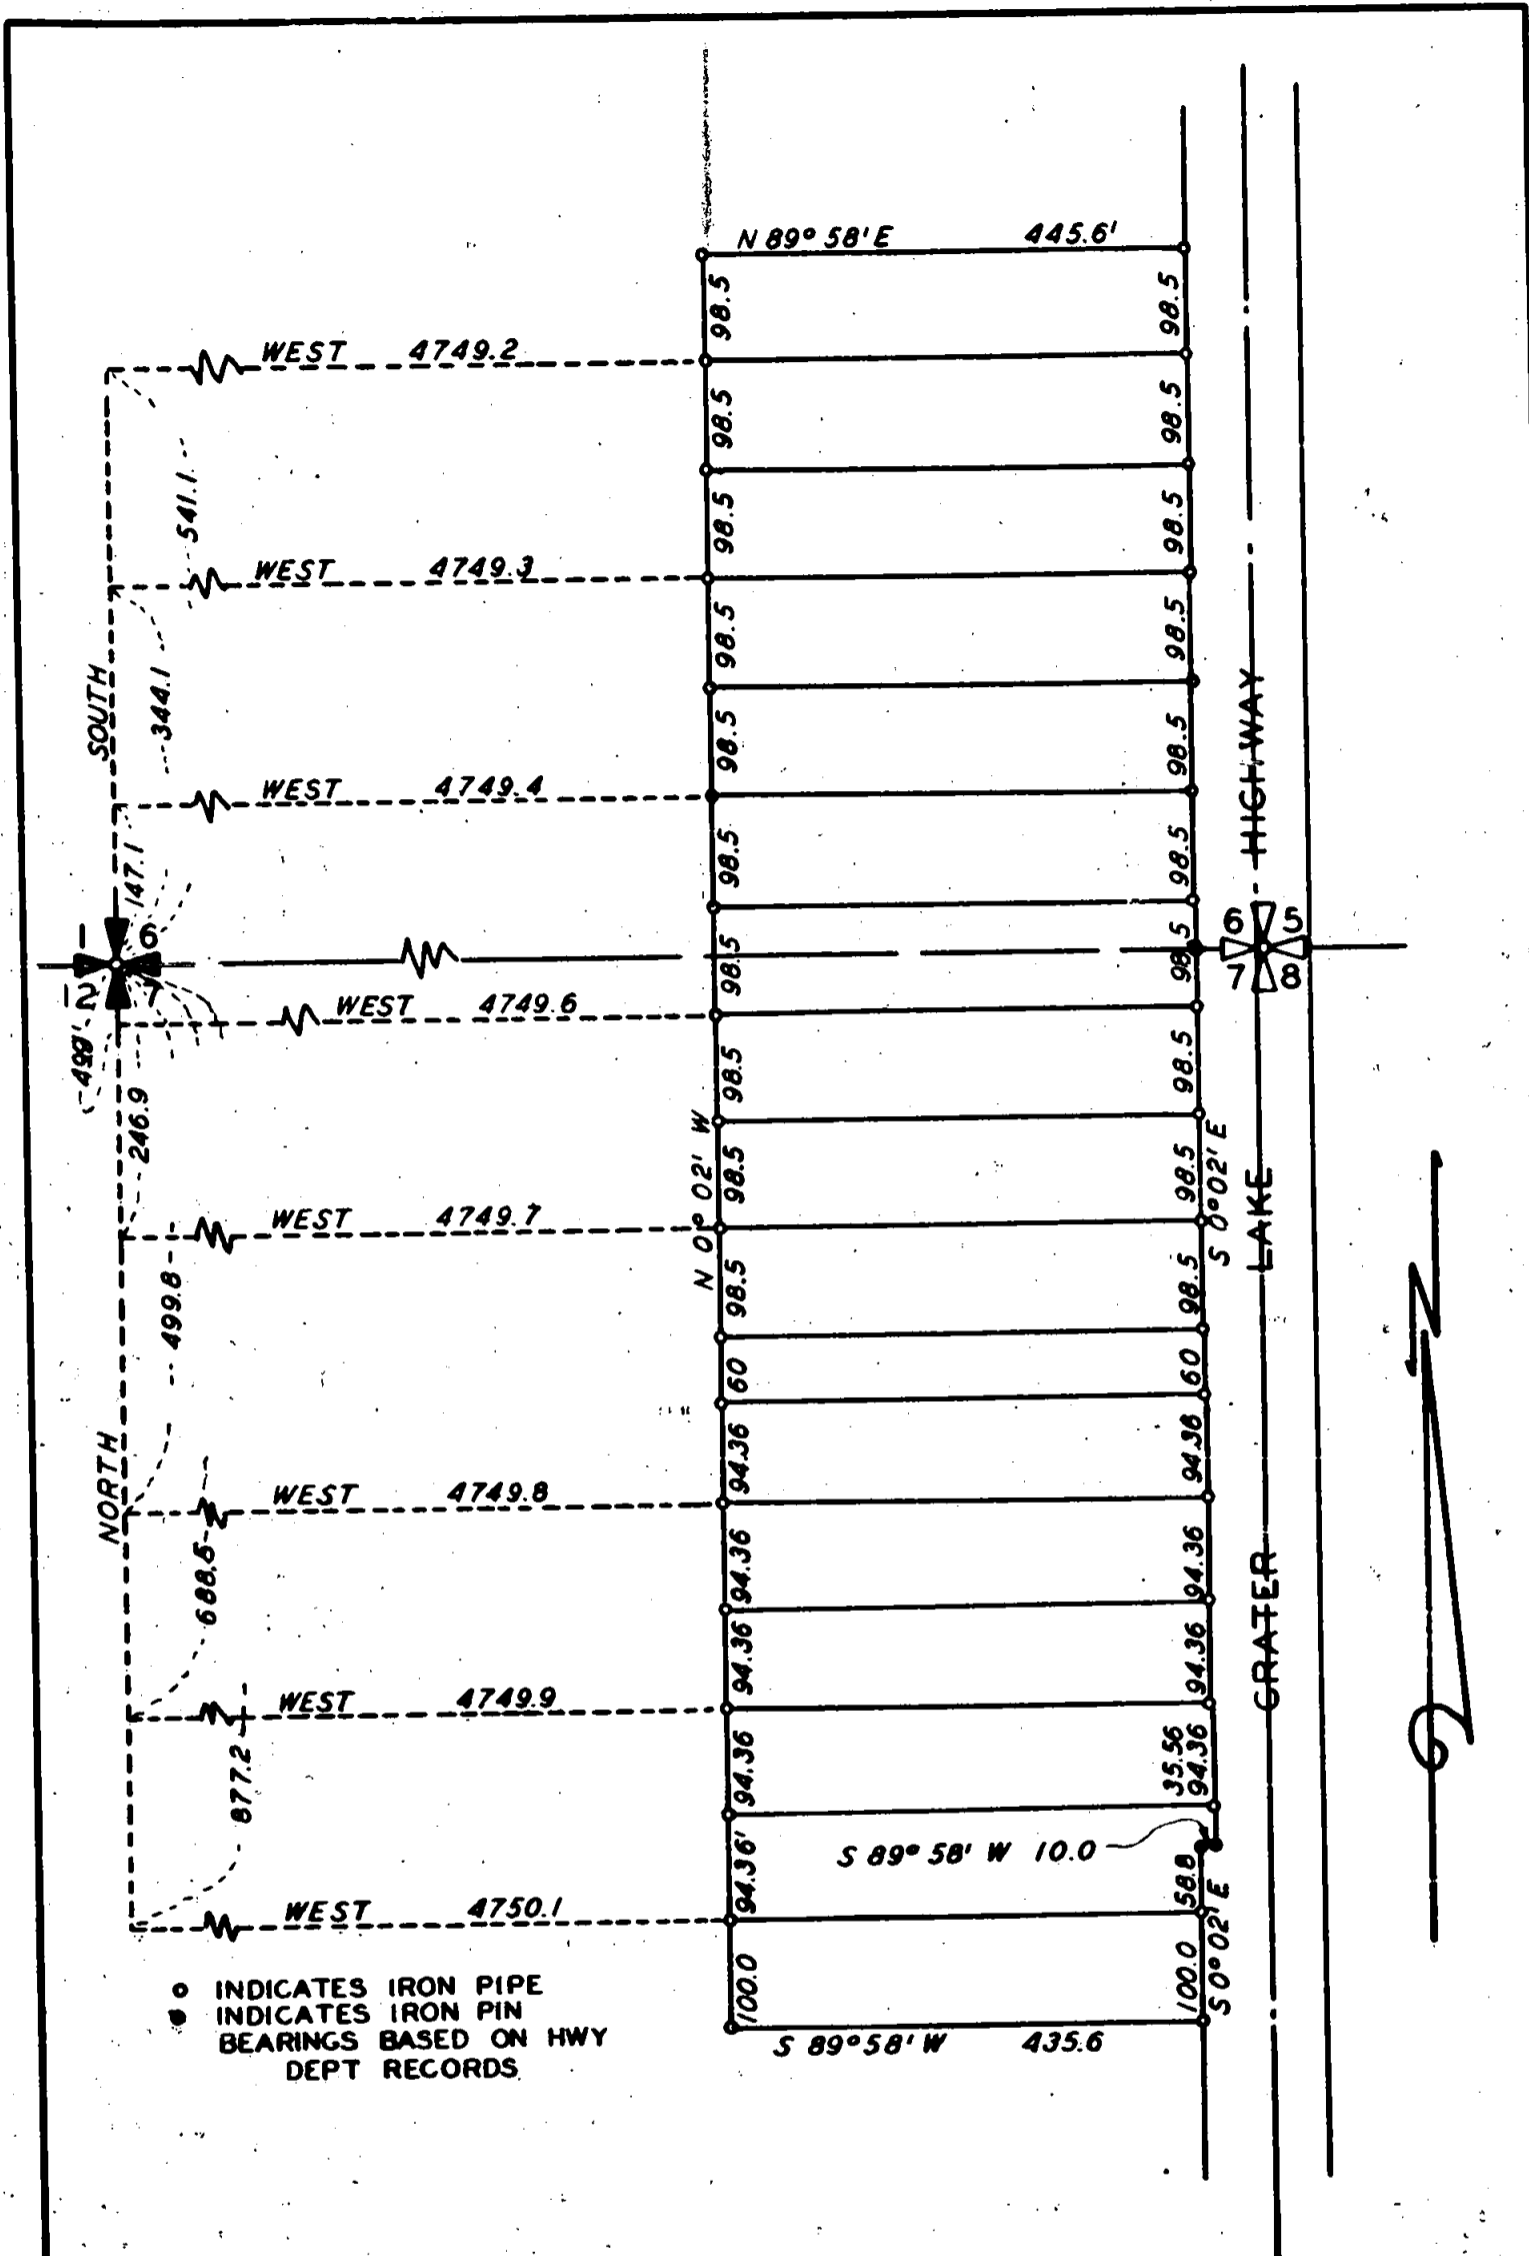 N 89° 58' E 445.6'
98.5 98.5
WEST 4749.2
98.5 98.5
541.1
98.5 98.5
WEST 4749.3
98.5 98.5
SOUTH
344.1
98.5 98.5
HIGHWAY
WEST 4749.4
98.5 98.5
147.1
1 6
12 7
6 5
7 8
98.5 98.5
WEST 4749.6
98.5 98.5
246.9
N 0° 02' W
S 0° 02' E
98.5 98.5
LAKE
WEST 4749.7
98.5 98.5
499.8
60 60
94.36 94.36
NORTH
WEST 4749.8
94.36 94.36
688.5
CRATER
94.36 94.36
WEST 4749.9
94.36 35.56 94.36
877.2
S 89° 58' W 10.0
94.36' 58.8
WEST 4750.1
S 0° 02' E
100.0 100.0
S 89° 58' W 435.6
INDICATES IRON PIPE
INDICATES IRON PIN
BEARINGS BASED ON HWY
DEPT RECORDS